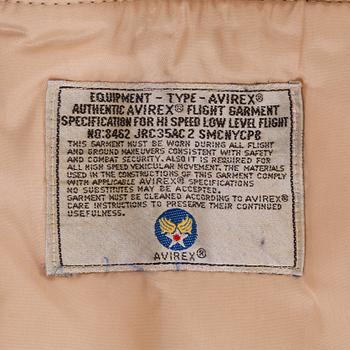 EQUIPMENT - TYPE - AVIREX®
AUTHENTIC AVIREX® FLIGHT GARMENT
SPECIFICATION FOR HI SPEED LOW LEVEL FLIGHT
NO:8462 JRC35AC 2 SMCNYCP8
THIS GARMENT MUST BE WORN DURING ALL FLIGHT
AND GROUND MANEUVERS CONSISTENT WITH SAFETY
AND COMBAT SECURITY. ALSO IT IS REQUIRED FOR
ALL HIGH SPEED VEHICULAR MOVEMENT. THE MATERIALS
USED IN THE CONSTRUCTIONS OF THIS GARMENT COMPLY
WITH APPLICABLE AVIREX® SPECIFICATIONS
NO SUBSTITUTES MAY BE ACCEPTED.
GARMENT MUST BE CLEANED ACCORDING TO AVIREX®
CARE INSTRUCTIONS TO PRESERVE THEIR CONTINUED
USEFULNESS.
AVIREX®